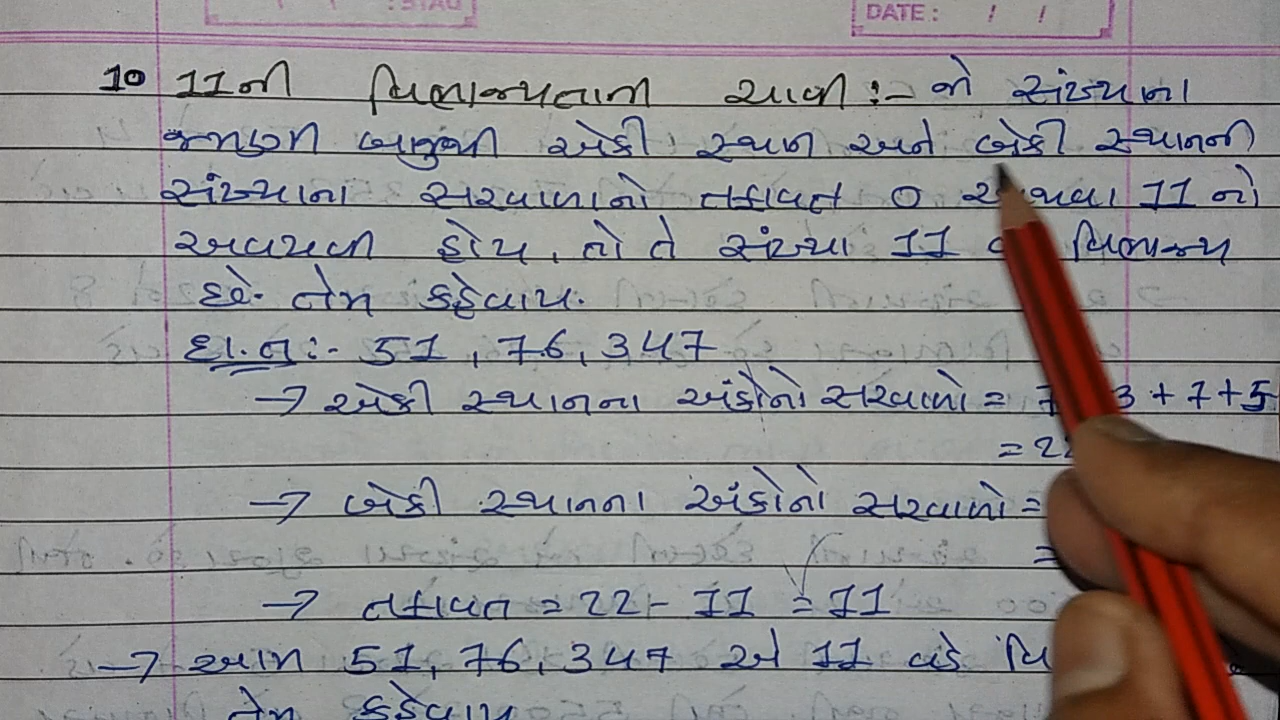 DATE : / /
10 11ની વિભાજ્યતાની ચાવી :- જો સંખ્યાના
જમણી બાજુથી એકી સ્થાન અને બેકી સ્થાનની
સંખ્યાના સરવાળાનો તફાવત 0 અથવા 11 નો
અવયવી હોય, તો તે સંખ્યા 11 વિભાજ્ય
છે. તેમ કહેવાય.
દા.ત :- 51, 76, 347
→ એકી સ્થાનના અંકોનો સરવાળો = 7 3 + 7 + 5
= 22
→ બેકી સ્થાનના અંકોનો સરવાળો =
=
→ તફાવત = 22 - 11 = 11
→ આમ 51, 76, 347 એ 11 વડે વિ
તેમ કહેવાય